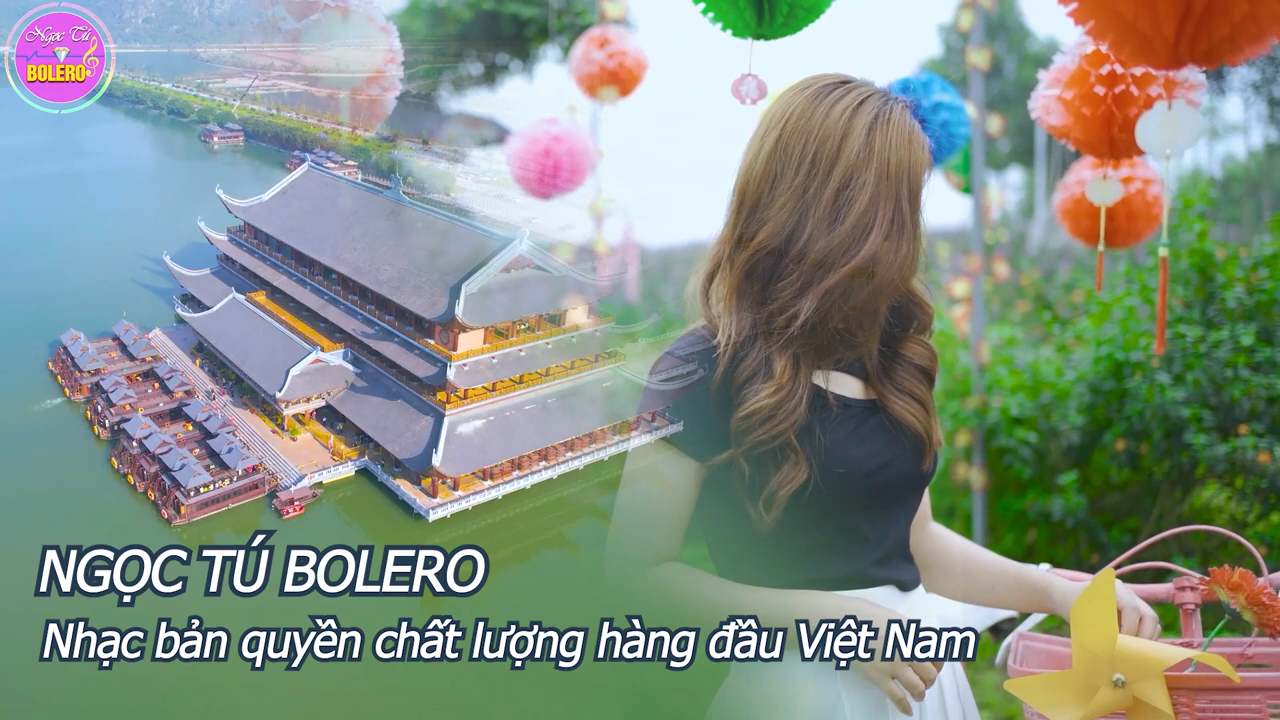 Ngọc Tú
BOLERO
NGỌC TÚ BOLERO
Nhạc bản quyền chất lượng hàng đầu Việt Nam